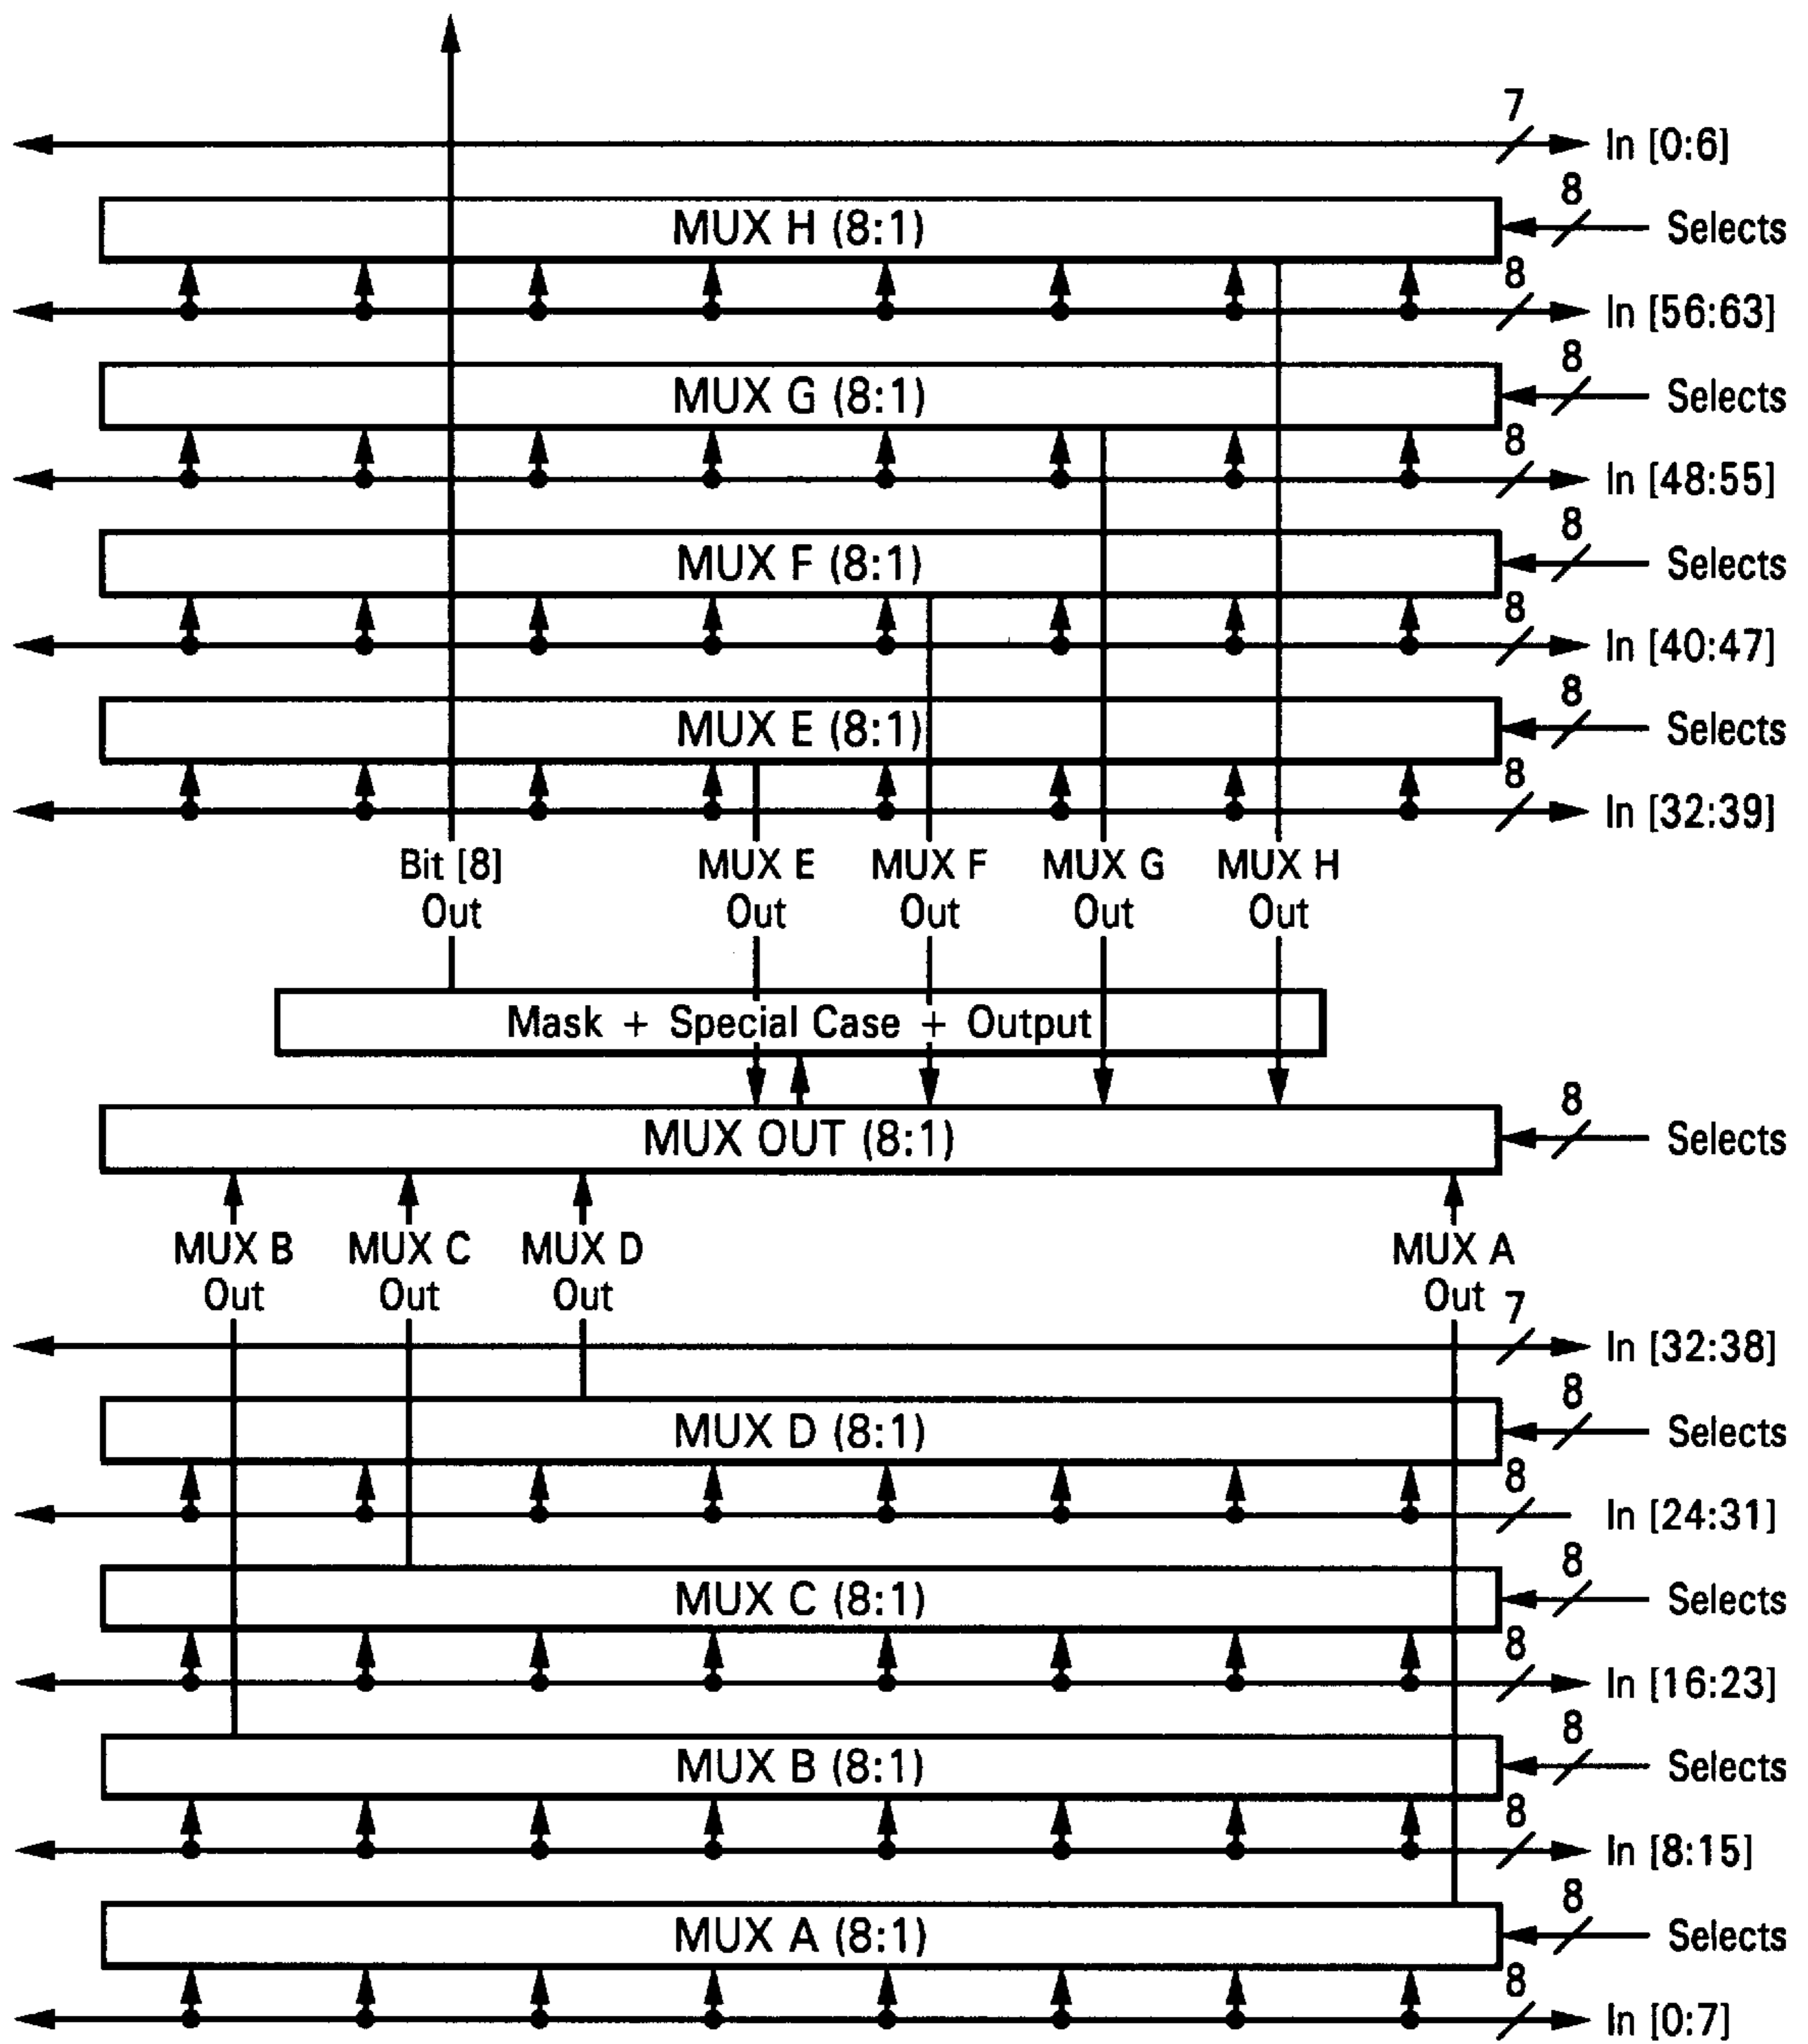 7
In [0:6]
8
MUX H (8:1)
Selects
8
In [56:63]
8
MUX G (8:1)
Selects
8
In [48:55]
8
MUX F (8:1)
Selects
8
In [40:47]
8
MUX E (8:1)
Selects
8
In [32:39]
Bit [8] MUX E MUX F MUX G MUX H
Out Out Out Out Out
Mask + Special Case + Output
8
MUX OUT (8:1)
Selects
MUX B MUX C MUX D MUX A
Out Out Out Out
7
In [32:38]
8
MUX D (8:1)
Selects
8
In [24:31]
8
MUX C (8:1)
Selects
8
In [16:23]
8
MUX B (8:1)
Selects
8
In [8:15]
8
MUX A (8:1)
Selects
8
In [0:7]